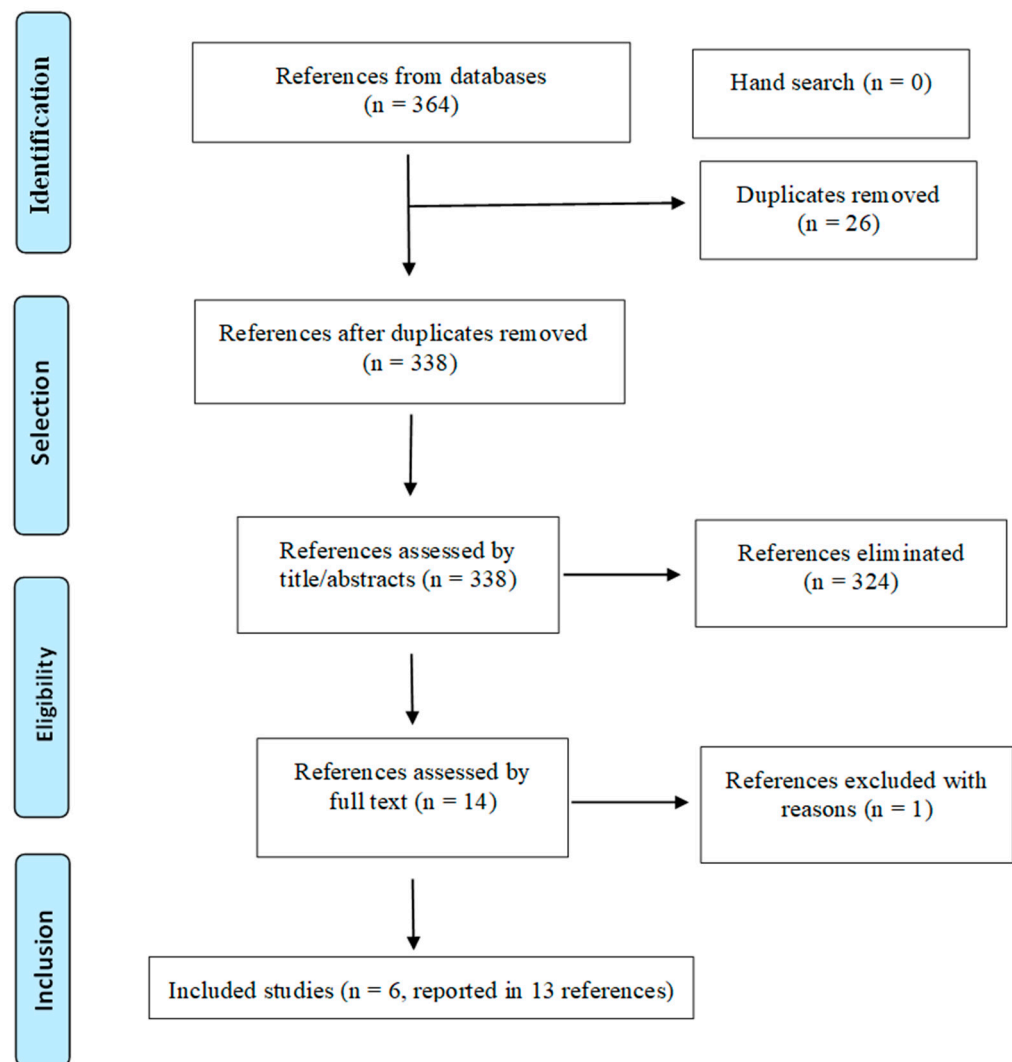 Identification
References from databases
(n = 364)
Hand search (n = 0)
Duplicates removed
(n = 26)
Selection
References after duplicates removed
(n = 338)
References assessed by
title/abstracts (n = 338)
References eliminated
(n = 324)
Eligibility
References assessed by
full text (n = 14)
References excluded with
reasons (n = 1)
Inclusion
Included studies (n = 6, reported in 13 references)